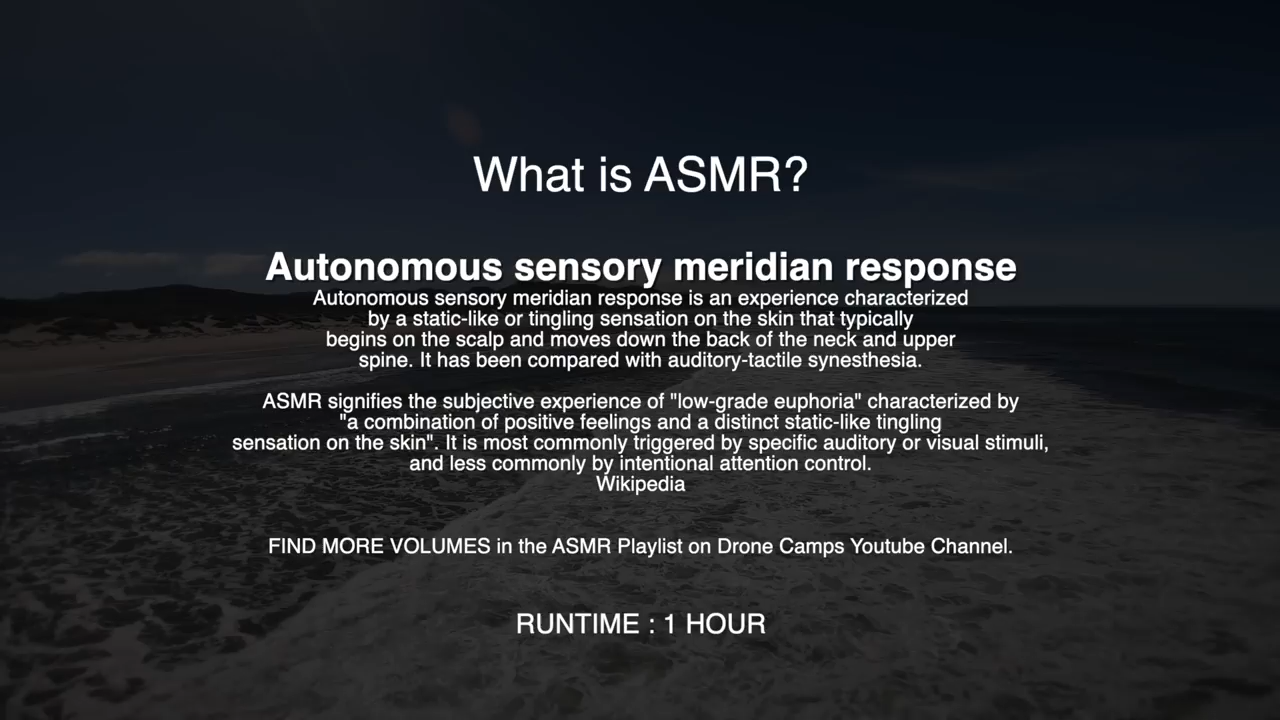 What is ASMR?
Autonomous sensory meridian response
Autonomous sensory meridian response is an experience characterized
by a static-like or tingling sensation on the skin that typically
begins on the scalp and moves down the back of the neck and upper
spine. It has been compared with auditory-tactile synesthesia.
ASMR signifies the subjective experience of "low-grade euphoria" characterized by
"a combination of positive feelings and a distinct static-like tingling
sensation on the skin". It is most commonly triggered by specific auditory or visual stimuli,
and less commonly by intentional attention control.
Wikipedia
FIND MORE VOLUMES in the ASMR Playlist on Drone Camps Youtube Channel.
RUNTIME : 1 HOUR